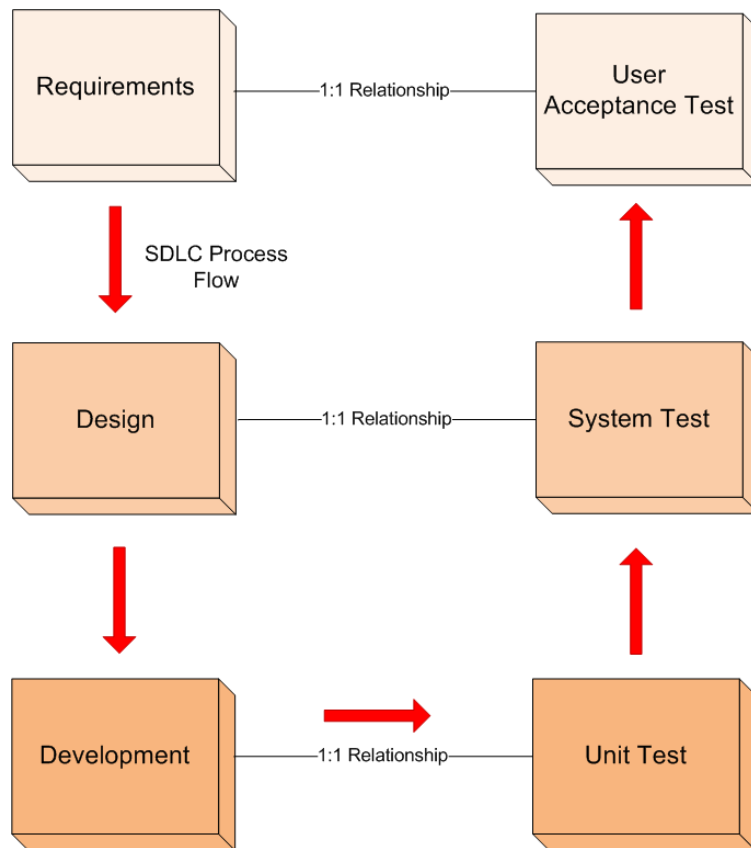 Requirements
1:1 Relationship
User
Acceptance Test
SDLC Process
Flow
Design
1:1 Relationship
System Test
Development
1:1 Relationship
Unit Test